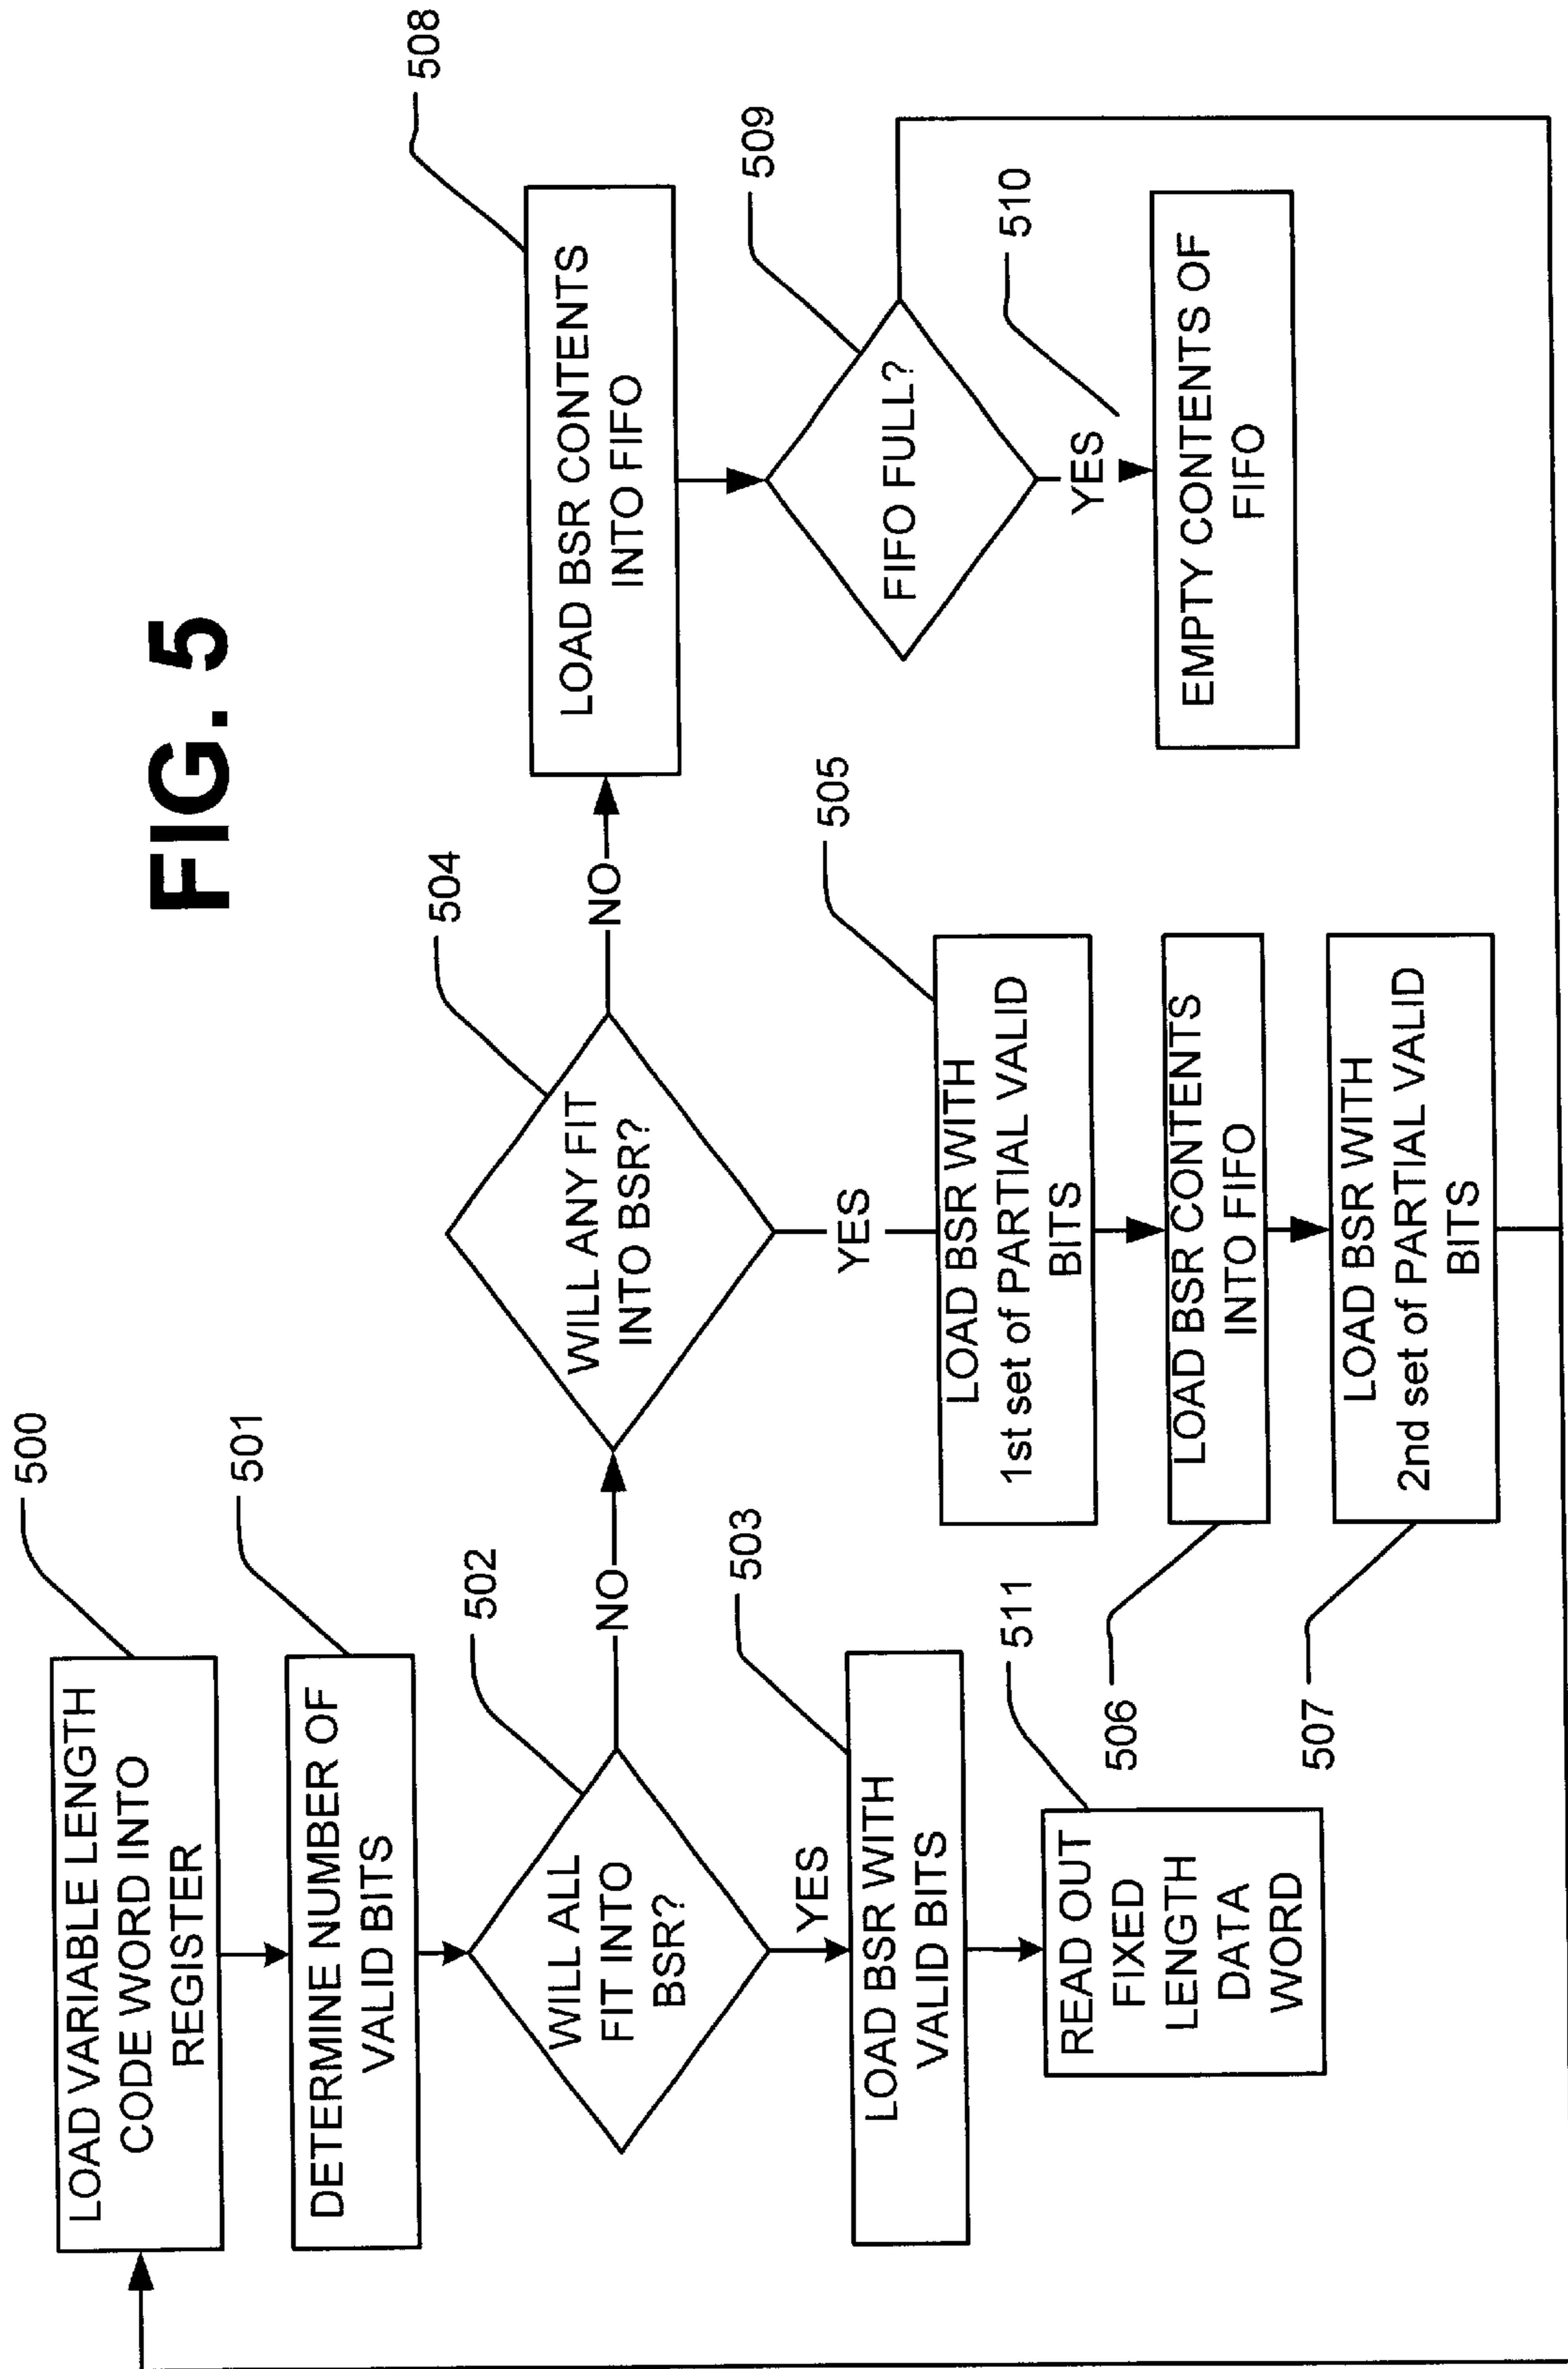 FIG. 5
500
LOAD VARIABLE LENGTH
CODE WORD INTO
REGISTER
501
DETERMINE NUMBER OF
VALID BITS
502
WILL ALL
FIT INTO
BSR?
NO
YES
503
LOAD BSR WITH
VALID BITS
511
READ OUT
FIXED
LENGTH
DATA
WORD
504
WILL ANY FIT
INTO BSR?
NO
YES
505
LOAD BSR WITH
1st set of PARTIAL VALID
BITS
506
LOAD BSR CONTENTS
INTO FIFO
507
LOAD BSR WITH
2nd set of PARTIAL VALID
BITS
508
LOAD BSR CONTENTS
INTO FIFO
509
FIFO FULL?
YES
510
EMPTY CONTENTS OF
FIFO